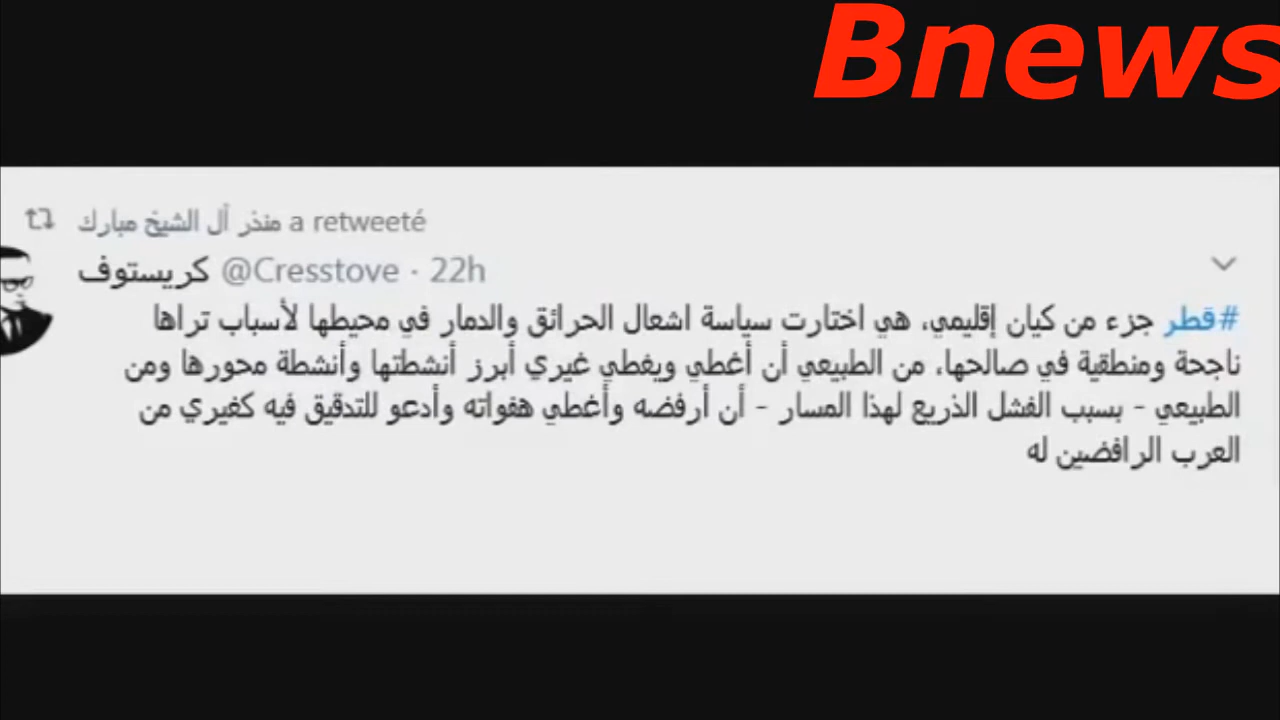 Bnews
منذر آل الشيخ مبارك a retweeté
كريستوف @Cresstove · 22h
#قطر جزء من كيان إقليمي، هي اختارت سياسة اشعال الحرائق والدمار في محيطها لأسباب تراها
ناجحة ومنطقية في صالحها، من الطبيعي أن أغطي ويغطي غيري أبرز أنشطتها وأنشطة محورها ومن
الطبيعي - بسبب الفشل الذريع لهذا المسار - أن أرفضه وأغطي هفواته وأدعو للتدقيق فيه كغيري من
العرب الرافضين له